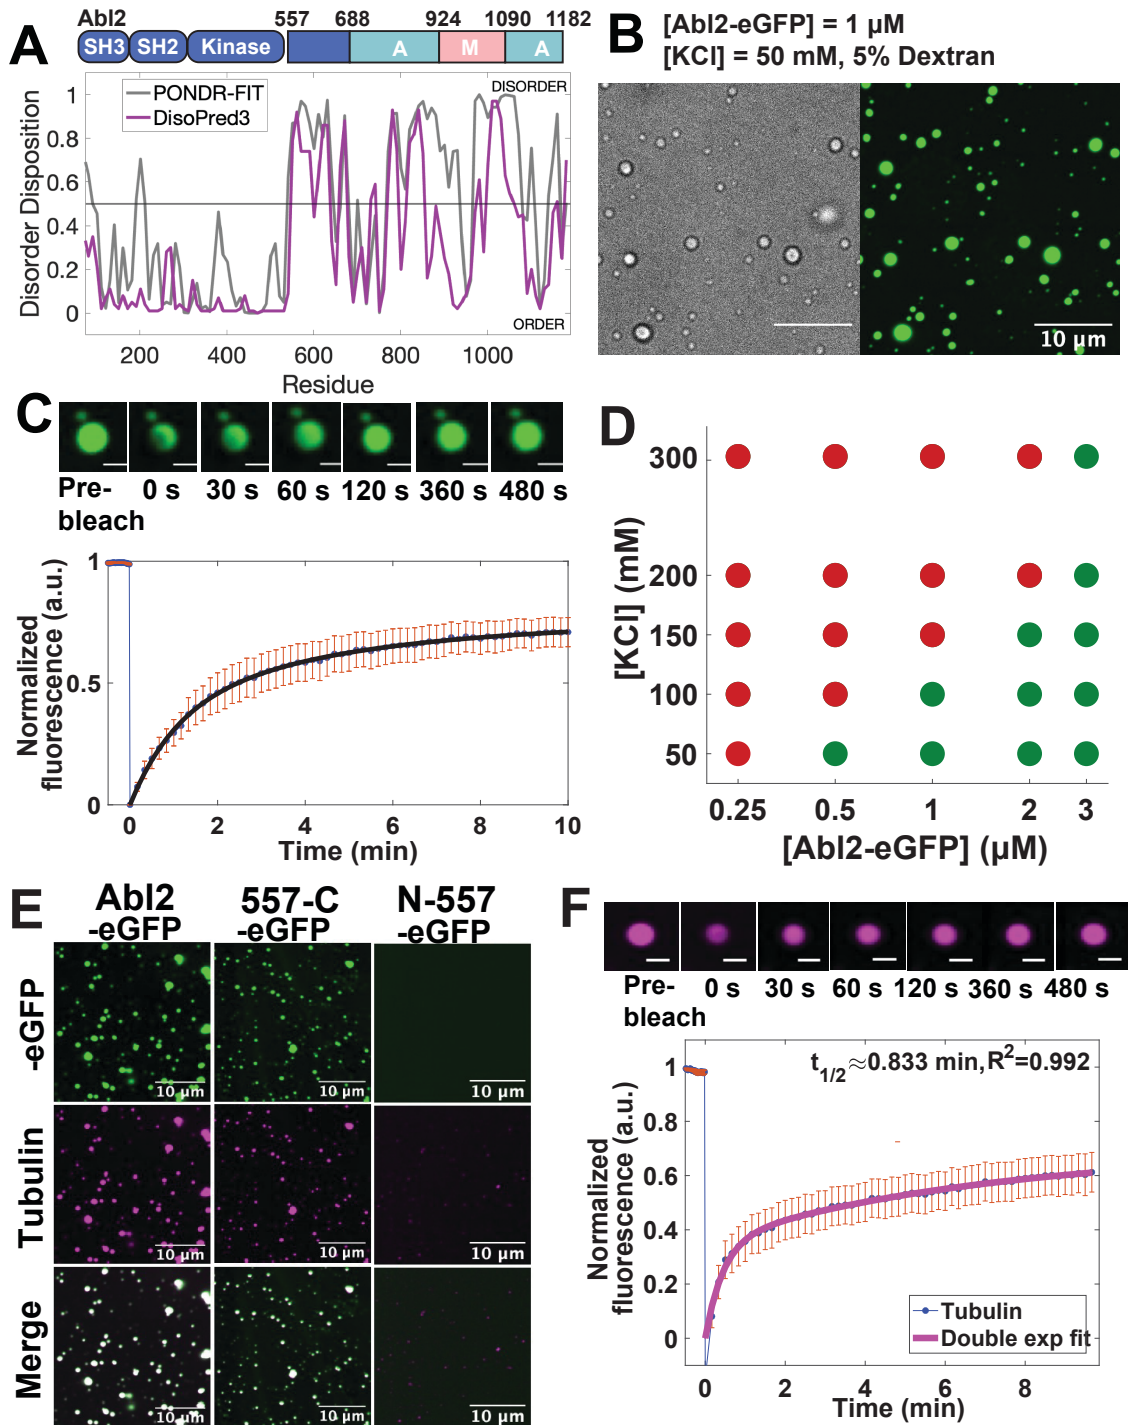 A
Abl2
557 688 924 1090 1182
SH3 SH2 Kinase A M A
PONDR-FIT
DisoPred3
DISORDER
ORDER
Disorder Disposition
1
0.8
0.6
0.4
0.2
0
200 400 600 800 1000
Residue
B
[Abl2-eGFP] = 1 µM
[KCl] = 50 mM, 5% Dextran
10 µm
C
Pre-bleach 0 s 30 s 60 s 120 s 360 s 480 s
Normalized
fluorescence (a.u.)
1
0.5
0
0 2 4 6 8 10
Time (min)
D
[KCl] (mM)
300
200
150
100
50
0.25 0.5 1 2 3
[Abl2-eGFP] (µM)
E
Abl2
-eGFP
557-C
-eGFP
N-557
-eGFP
-eGFP
10 µm 10 µm 10 µm
Tubulin
10 µm 10 µm 10 µm
Merge
10 µm 10 µm 10 µm
F
Pre-
bleach
0 s 30 s 60 s 120 s 360 s 480 s
t1/2≈0.833 min, R2=0.992
Normalized
fluorescence (a.u.)
1
0.8
0.6
0.4
0.2
0
Tubulin
Double exp fit
0 2 4 6 8
Time (min)